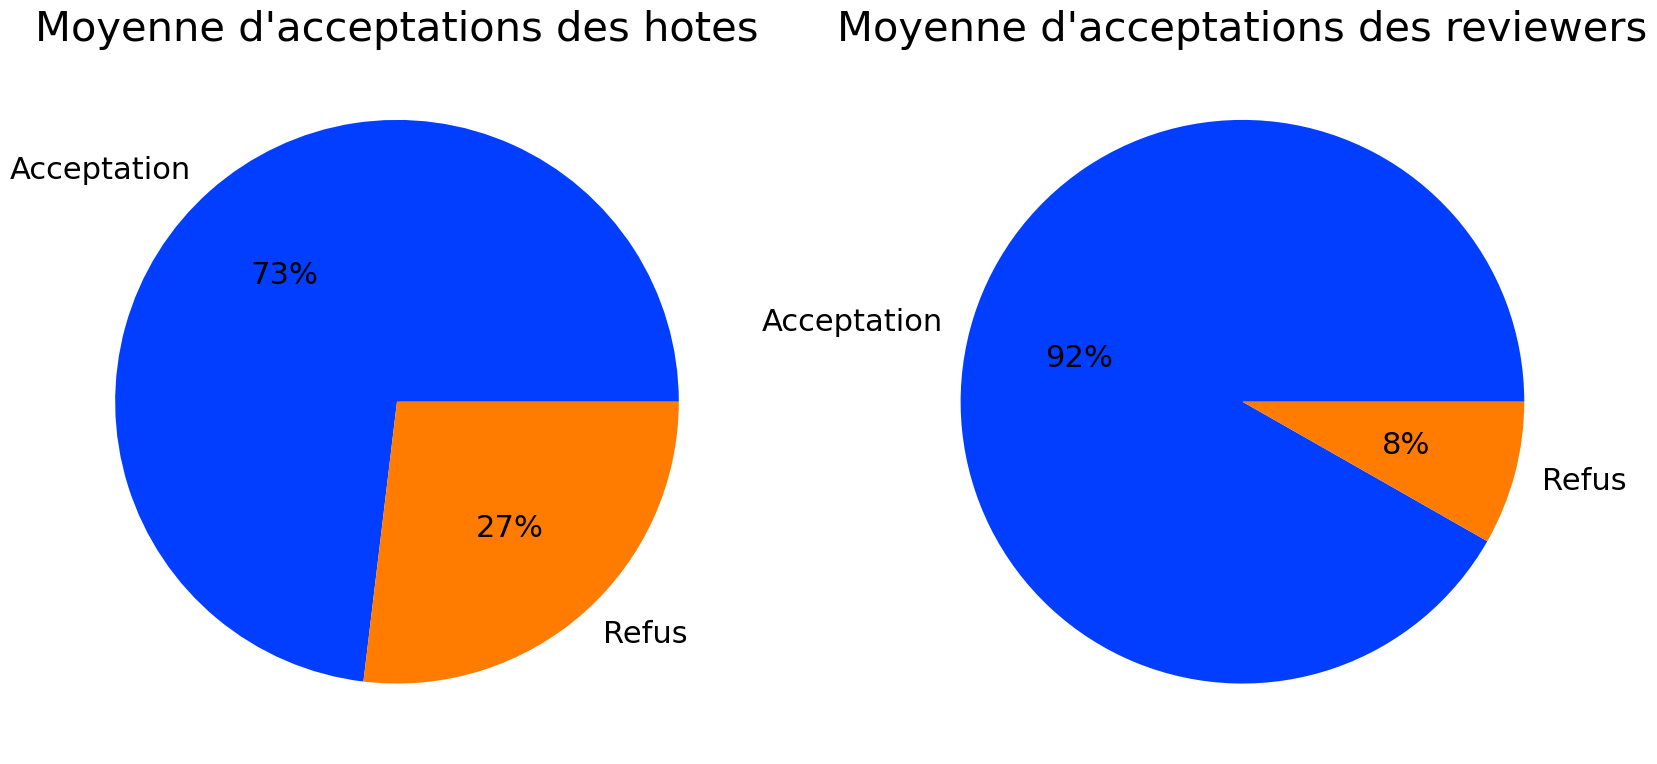 Moyenne d'acceptations des hotes
Acceptation
73%
27%
Refus
Moyenne d'acceptations des reviewers
Acceptation
92%
8%
Refus